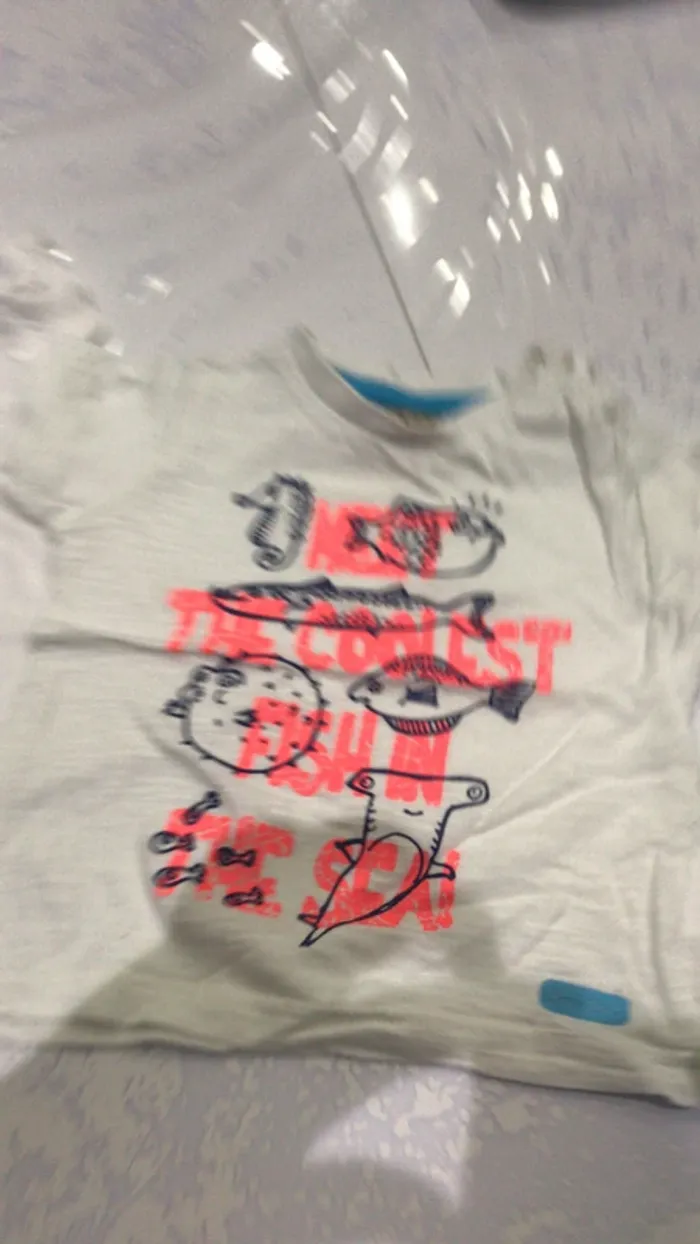 MEET
THE COOLEST
FISH IN
THE SEA!